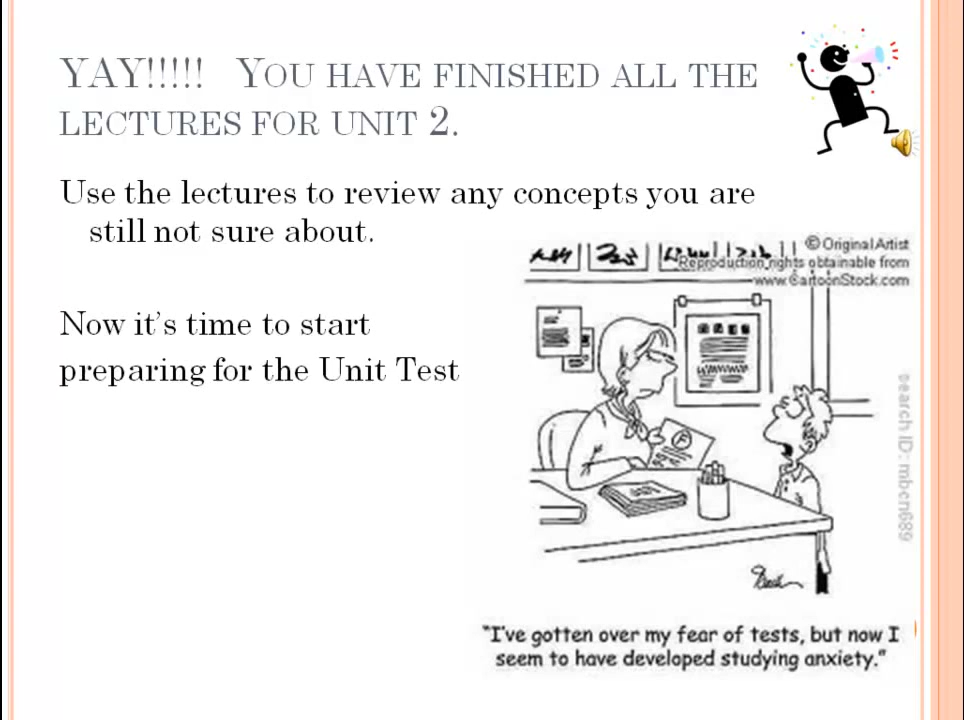 YAY!!!!! YOU HAVE FINISHED ALL THE
LECTURES FOR UNIT 2.
Use the lectures to review any concepts you are
still not sure about.
Now it's time to start
preparing for the Unit Test
© Original Artist
Reproduction rights obtainable from
www.CartoonStock.com
F
search ID: mbcn689
"I've gotten over my fear of tests, but now I
seem to have developed studying anxiety."